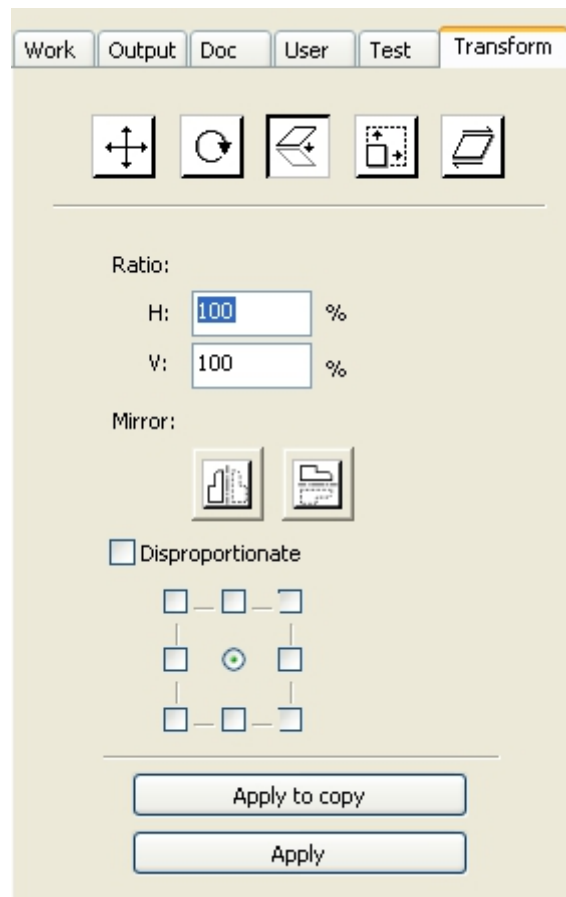 Work Output Doc User Test Transform
Ratio:
H: 100 %
V: 100 %
Mirror:
Disproportionate
Apply to copy
Apply